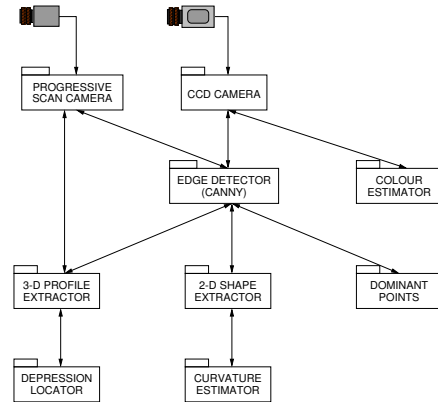 PROGRESSIVE
SCAN CAMERA
CCD CAMERA
EDGE DETECTOR
(CANNY)
COLOUR
ESTIMATOR
3-D PROFILE
EXTRACTOR
2-D SHAPE
EXTRACTOR
DOMINANT
POINTS
DEPRESSION
LOCATOR
CURVATURE
ESTIMATOR